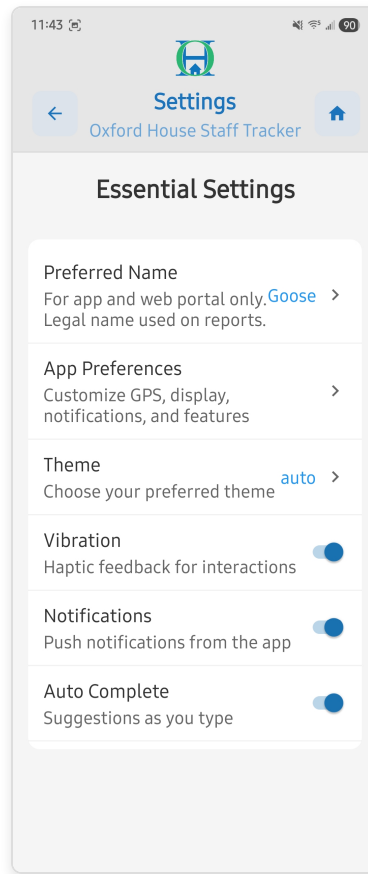 11:43
90
Settings
Oxford House Staff Tracker
Essential Settings
Preferred Name
For app and web portal only.
Legal name used on reports.
Goose
App Preferences
Customize GPS, display,
notifications, and features
Theme
Choose your preferred theme
auto
Vibration
Haptic feedback for interactions
Notifications
Push notifications from the app
Auto Complete
Suggestions as you type